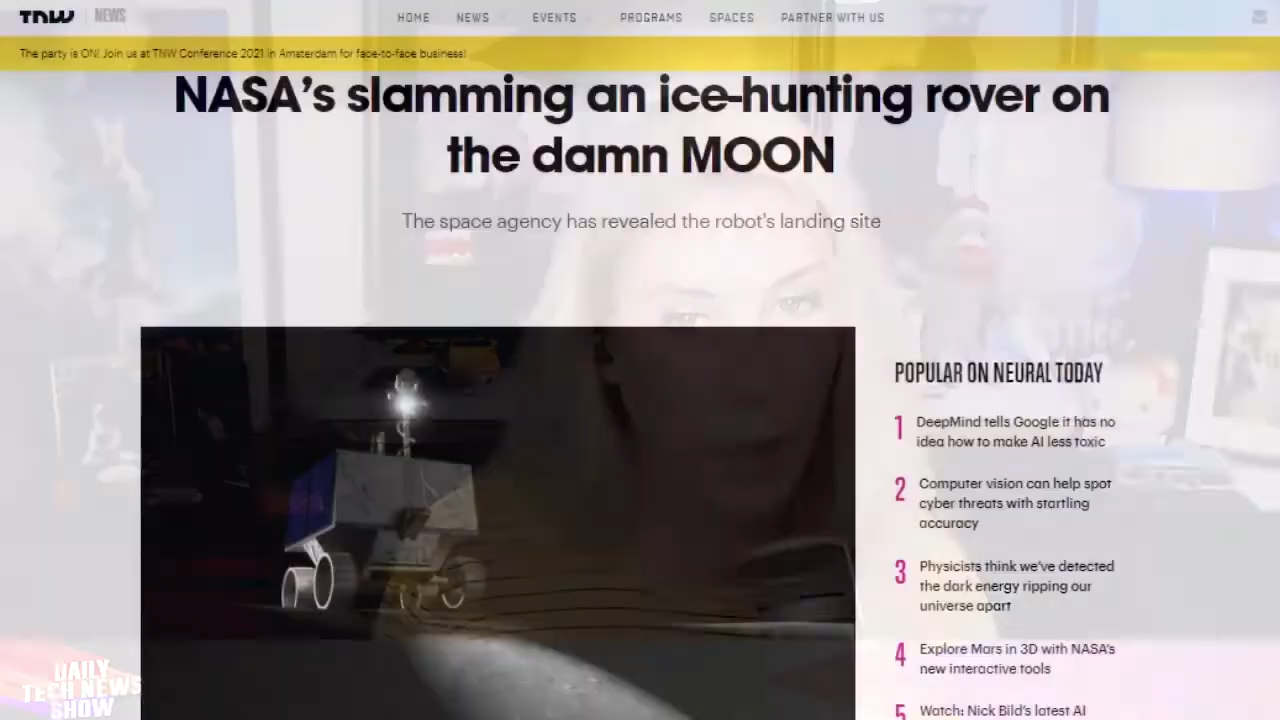 TNW NEWS HOME NEWS EVENTS PROGRAMS SPACES PARTNER WITH US
The party is ON! Join us at TNW Conference 2021 in Amsterdam for face-to-face business!
NASA's slamming an ice-hunting rover on
the damn MOON
The space agency has revealed the robot's landing site
POPULAR ON NEURAL TODAY
1 DeepMind tells Google it has no
idea how to make AI less toxic
2 Computer vision can help spot
cyber threats with startling
accuracy
3 Physicists think we've detected
the dark energy ripping our
universe apart
4 Explore Mars in 3D with NASA's
new interactive tools
5 Watch: Nick Bild's latest AI
DAILY
TECH NEWS
SHOW